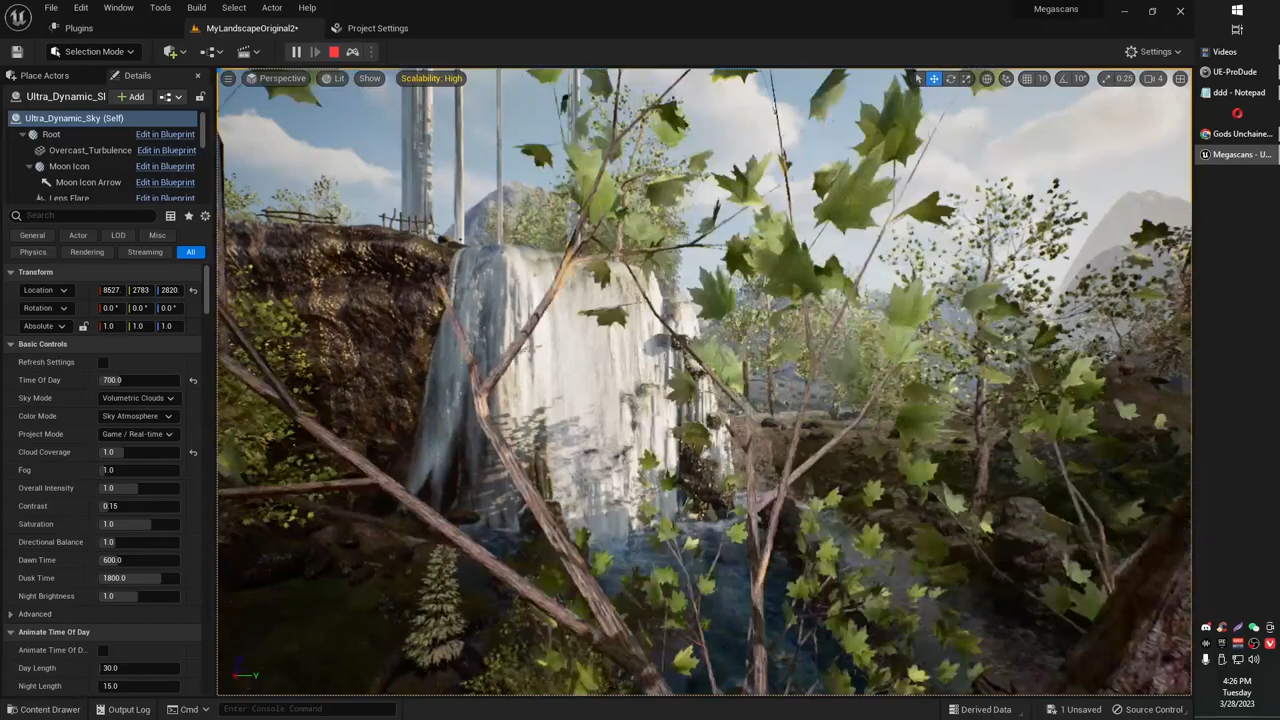 File Edit Window Tools Build Select Actor Help
Megascans
Plugins
MyLandscapeOriginal2*
Project Settings
Selection Mode
Settings
Place Actors
Details
Perspective
Lit
Show
Scalability: High
10
10°
0.25
4
Ultra_Dynamic_Sl
Add
Ultra_Dynamic_Sky (Self)
Root Edit in Blueprint
Overcast_Turbulence Edit in Blueprint
Moon Icon Edit in Blueprint
Moon Icon Arrow Edit in Blueprint
Lens Flare Edit in Blueprint
Search
General Actor LOD Misc
Physics Rendering Streaming All
Transform
Location 8527. 2783 2820.
Rotation 0.0 ° 0.0 ° 0.0 °
Absolute 1.0 1.0 1.0
Basic Controls
Refresh Settings
Time Of Day 700.0
Sky Mode Volumetric Clouds
Color Mode Sky Atmosphere
Project Mode Game / Real-time
Cloud Coverage 1.0
Fog 1.0
Overall Intensity 1.0
Contrast 0.15
Saturation 1.0
Directional Balance 1.0
Dawn Time 600.0
Dusk Time 1800.0
Night Brightness 1.0
Advanced
Animate Time Of Day
Animate Time Of D...
Day Length 30.0
Night Length 15.0
Y
Content Drawer
Output Log
Cmd
Enter Console Command
Derived Data
1 Unsaved
Source Control
Videos
UE-ProDude
ddd - Notepad
Gods Unchaine...
Megascans - U...
4:26 PM
Tuesday
3/28/2023